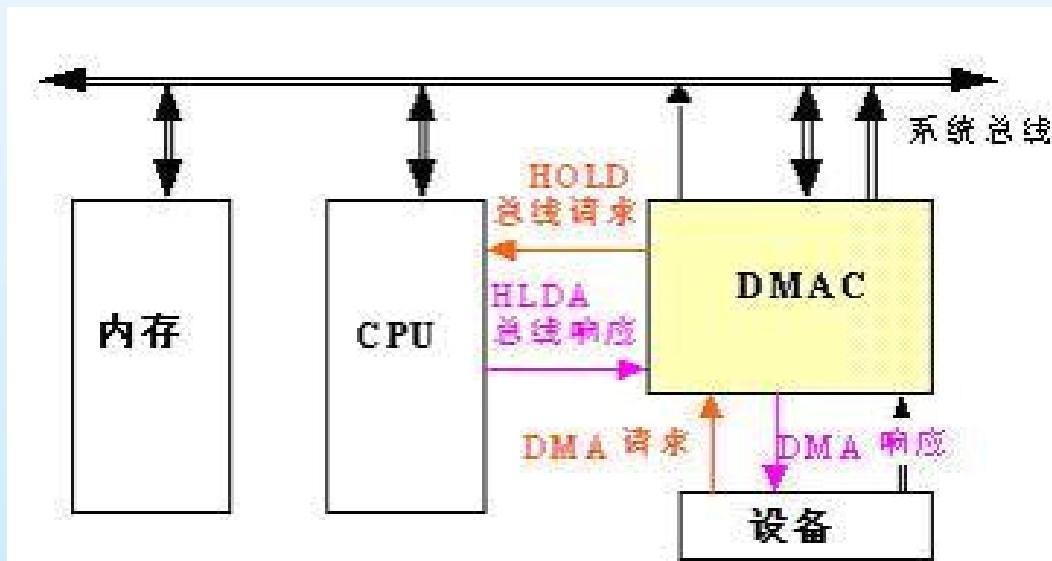 系统总线
HOLD
总线请求
DMAC
HLDA
总线响应
内存
CPU
DMA 请求
DMA 响应
设备